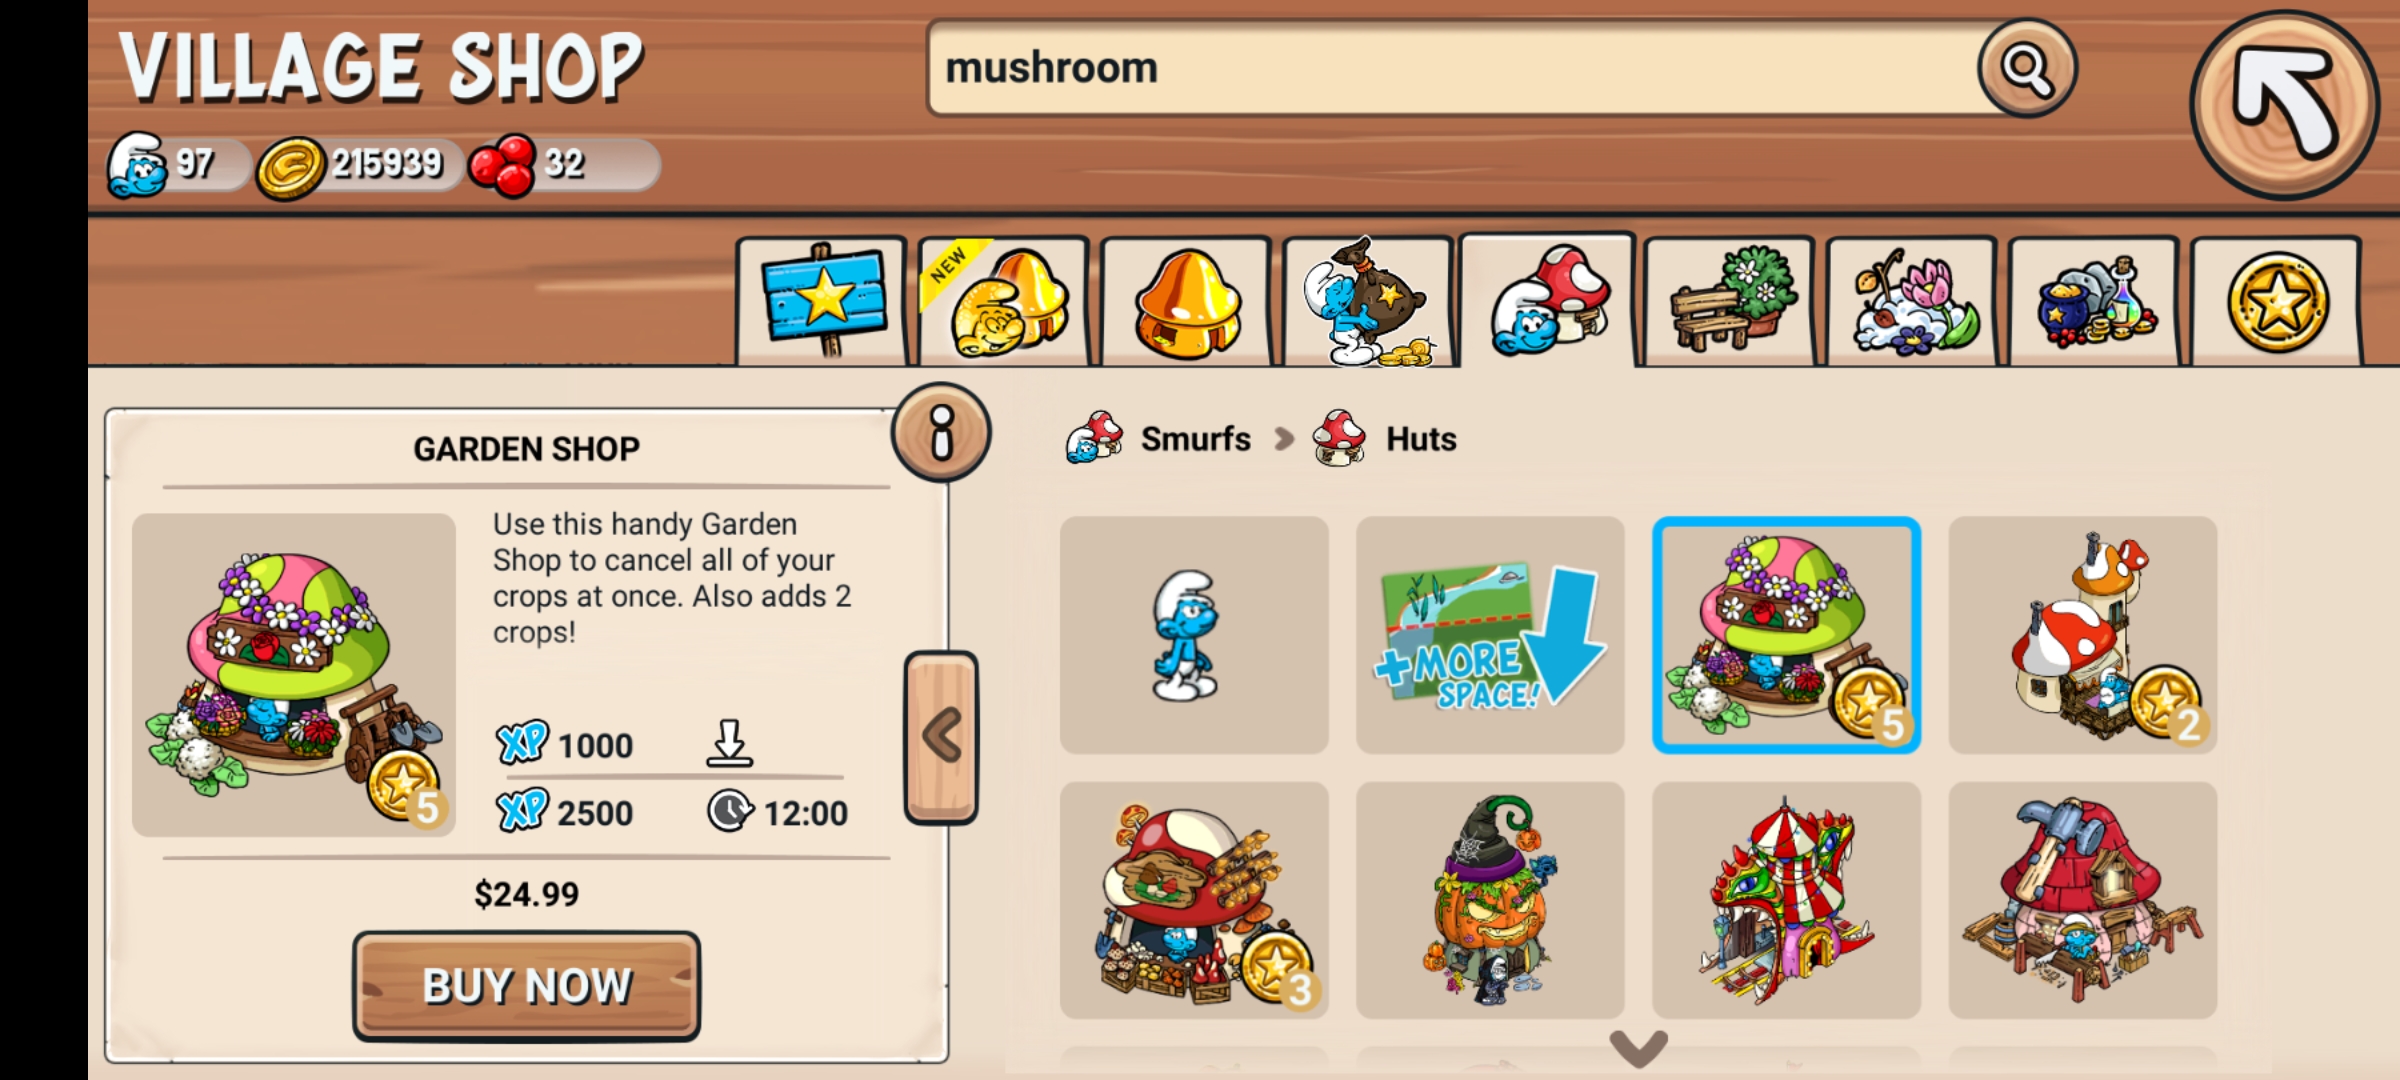 VILLAGE SHOP
mushroom
97
215939
32
NEW
GARDEN SHOP
Use this handy Garden
Shop to cancel all of your
crops at once. Also adds 2
crops!
5
XP 1000
XP 2500
12:00
$24.99
BUY NOW
Smurfs
Huts
+MORE
SPACE!
5
2
3